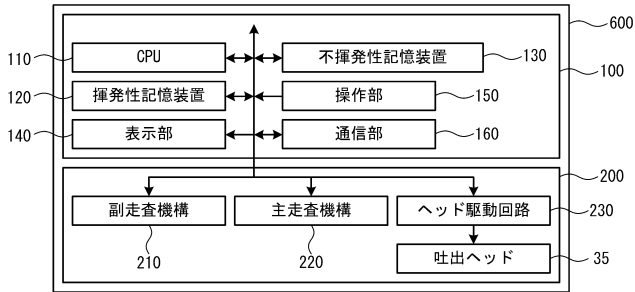 600
110 CPU 不揮発性記憶装置 130 100
120 揮発性記憶装置 操作部 150
140 表示部 通信部 160
200
副走査機構 主走査機構 ヘッド駆動回路 230
210 220 吐出ヘッド 35